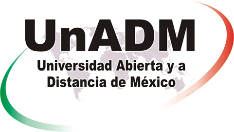 UnADM
Universidad Abierta y a
Distancia de México